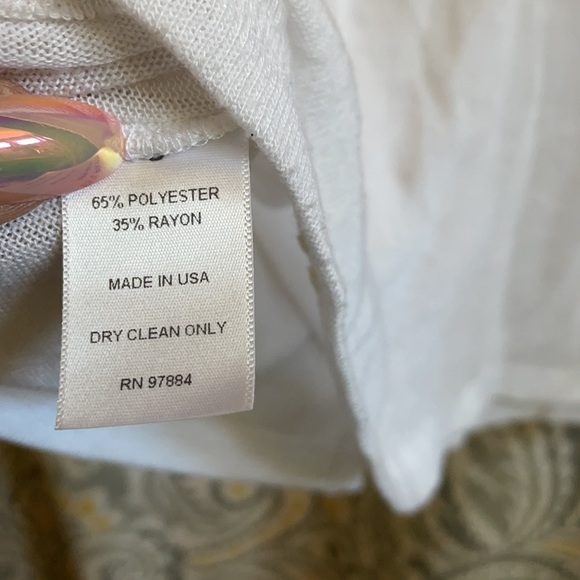 65% POLYESTER
35% RAYON
MADE IN USA
DRY CLEAN ONLY
RN 97884